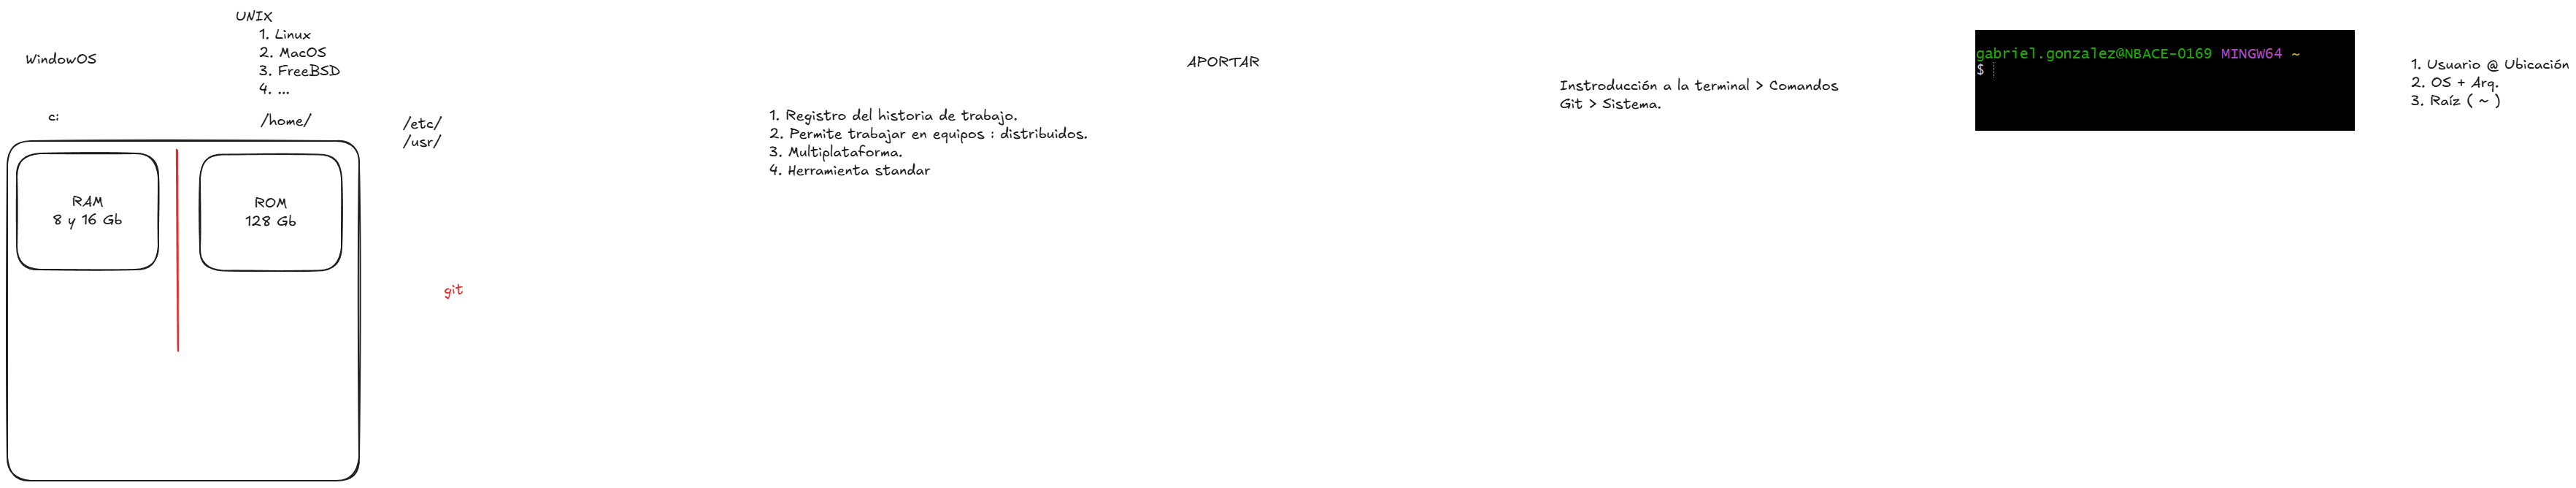 UNIX
1. Linux
2. MacOS
3. FreeBSD
4. ...
WindowOS
c:
/home/
/etc/
/usr/
RAM
8 y 16 Gb
ROM
128 Gb
git
1. Registro del historia de trabajo.
2. Permite trabajar en equipos : distribuidos.
3. Multiplataforma.
4. Herramienta standar
APORTAR
Instroducción a la terminal > Comandos
Git > Sistema.
gabriel.gonzalez@NBACE-0169 MINGW64 ~
$
1. Usuario @ Ubicación
2. OS + Arq.
3. Raíz ( ~ )